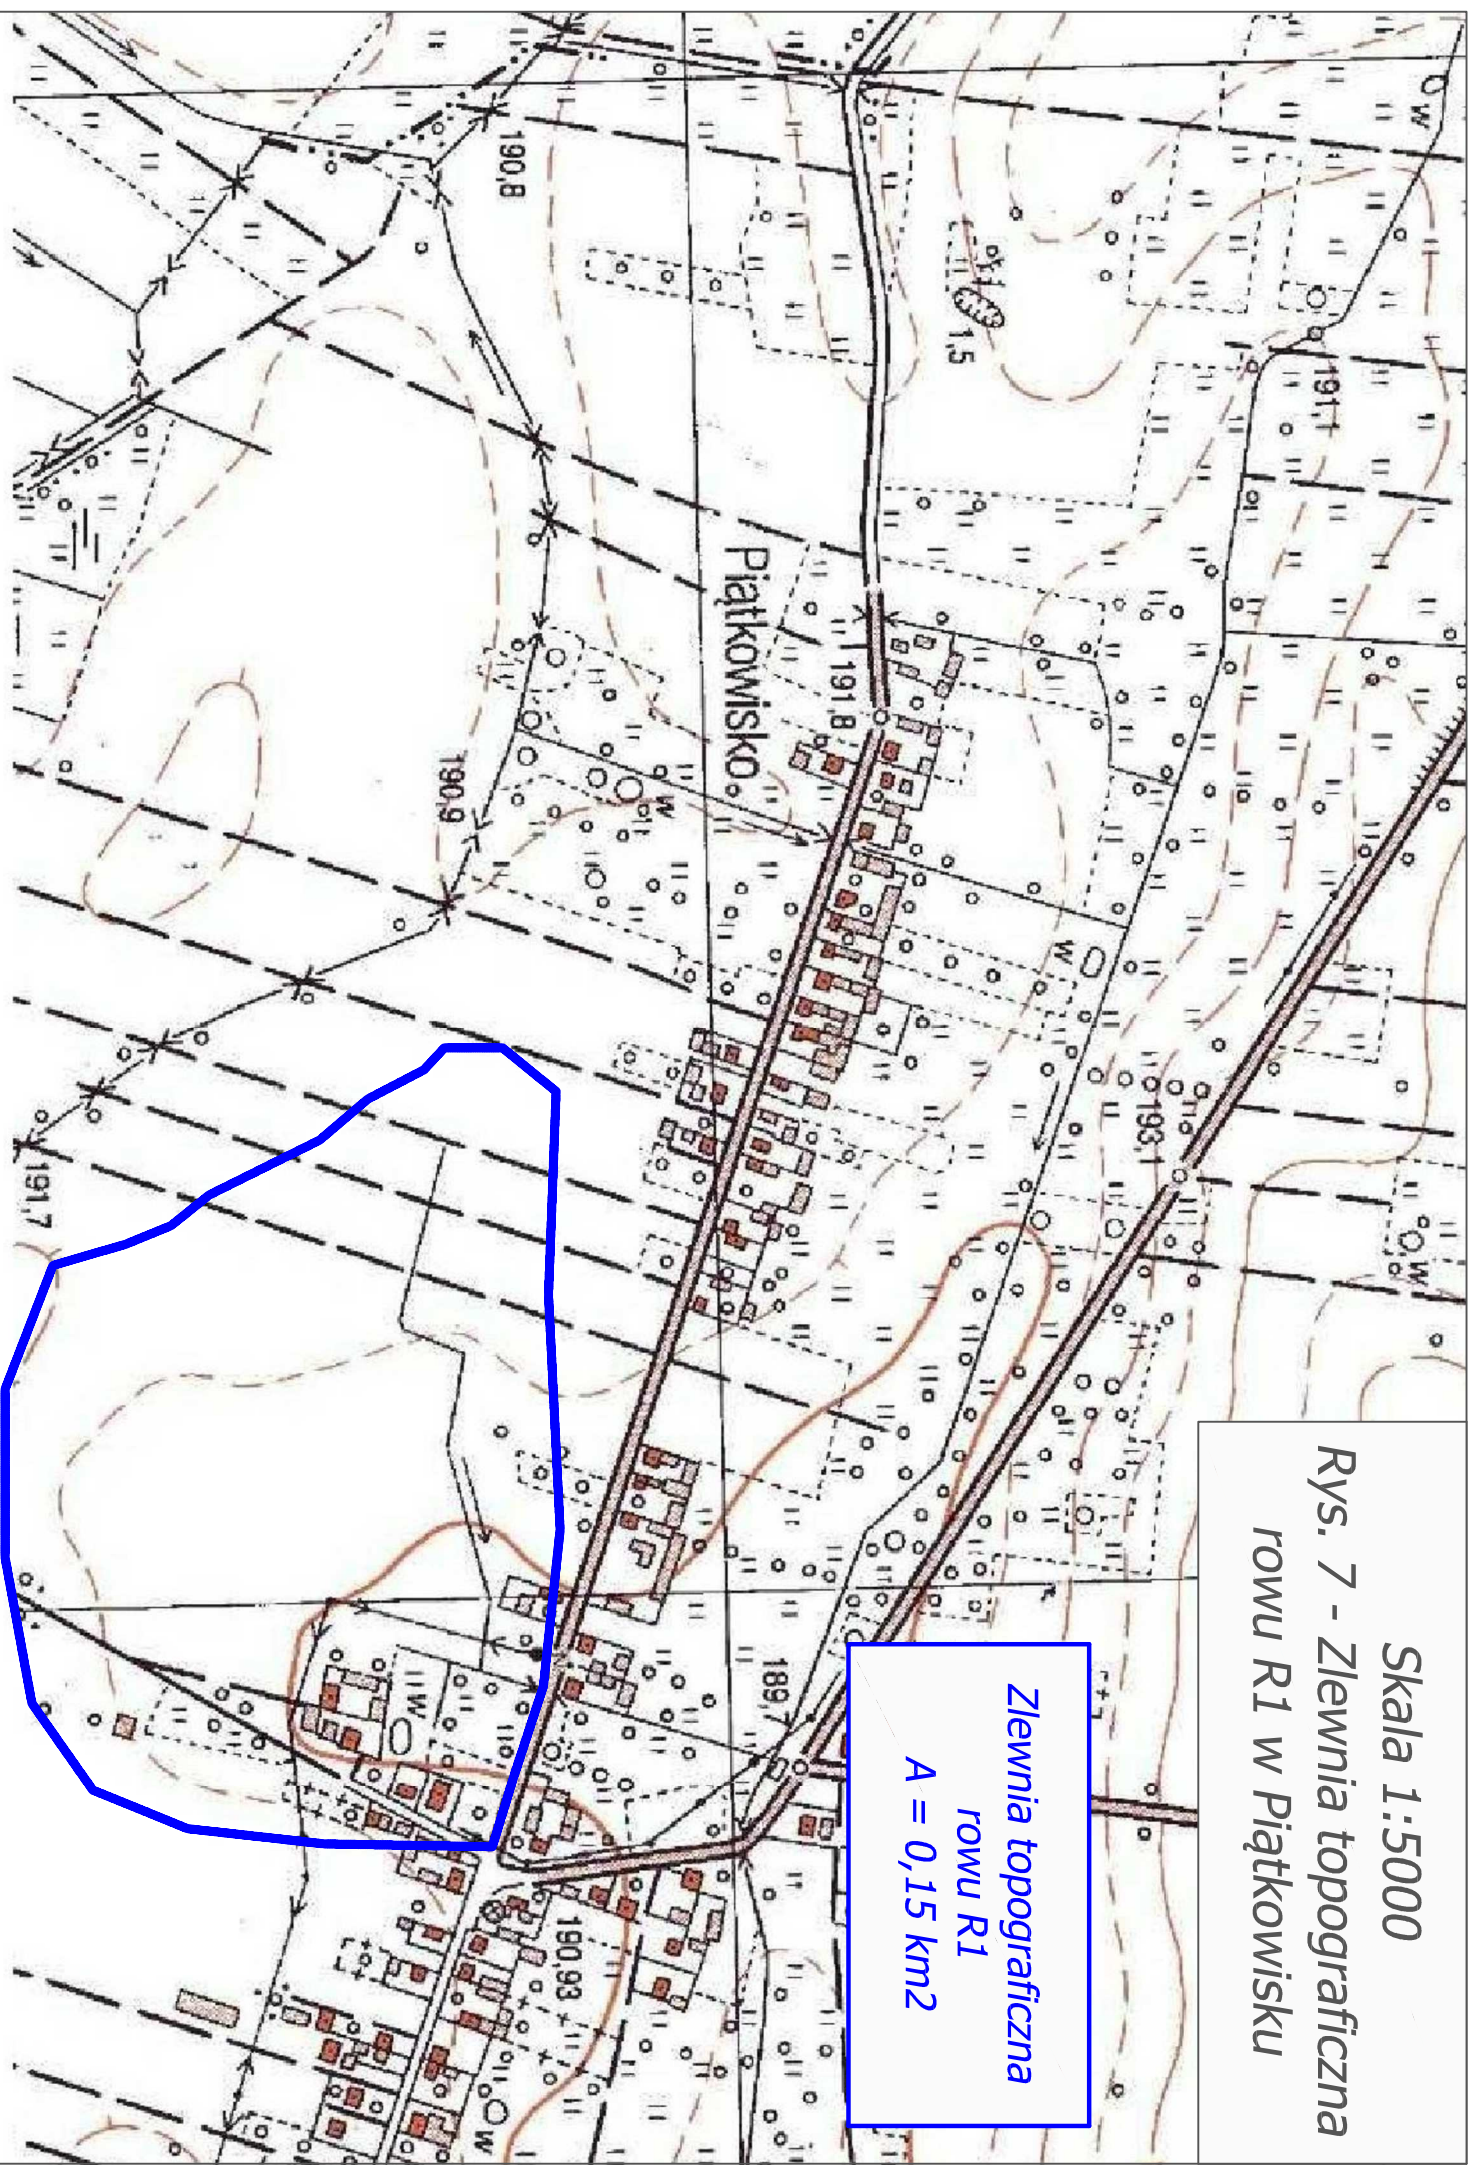 Skala 1:5000
Rys. 7 - Zlewnia topograficzna
rowu R1 w Piątkowisku
Zlewnia topograficzna
rowu R1
A = 0,15 km2
Piątkowisko
190,8
1,5
191,1
191,8
190,9
193,1
191,7
189,7
190,93
w
w
w
w
w
w